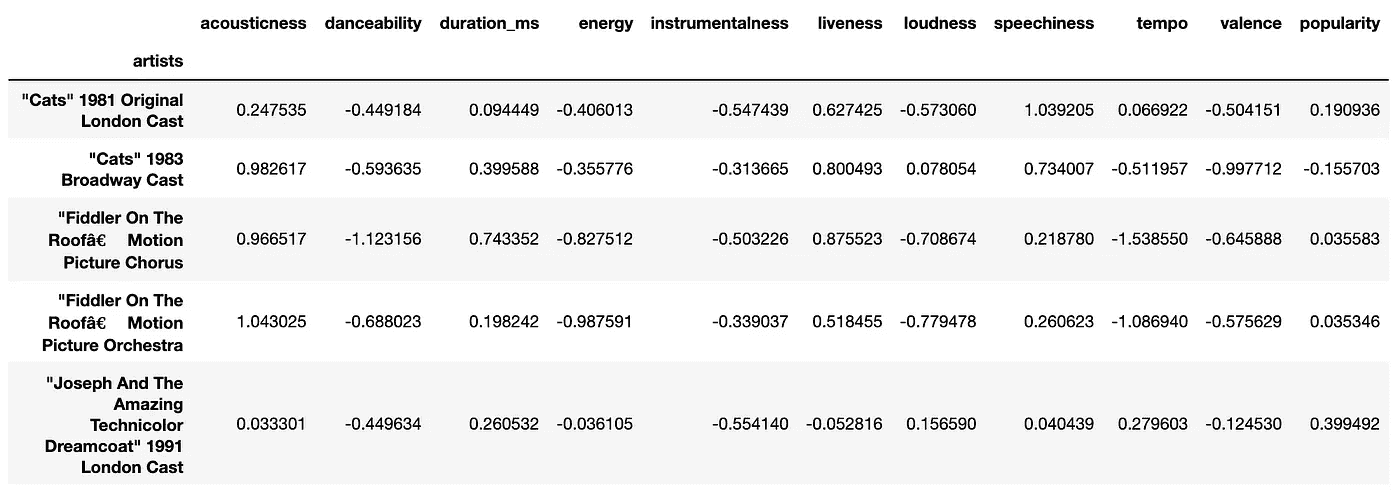 acousticness danceability duration_ms energy instrumentalness liveness loudness speechiness tempo valence popularity
artists
"Cats" 1981 Original
London Cast 0.247535 -0.449184 0.094449 -0.406013 -0.547439 0.627425 -0.573060 1.039205 0.066922 -0.504151 0.190936
"Cats" 1983
Broadway Cast 0.982617 -0.593635 0.399588 -0.355776 -0.313665 0.800493 0.078054 0.734007 -0.511957 -0.997712 -0.155703
"Fiddler On The
Roofâ€ Motion 0.966517 -1.123156 0.743352 -0.827512 -0.503226 0.875523 -0.708674 0.218780 -1.538550 -0.645888 0.035583
Picture Chorus
"Fiddler On The
Roofâ€ Motion 1.043025 -0.688023 0.198242 -0.987591 -0.339037 0.518455 -0.779478 0.260623 -1.086940 -0.575629 0.035346
Picture Orchestra
"Joseph And The
Amazing
Technicolor 0.033301 -0.449634 0.260532 -0.036105 -0.554140 -0.052816 0.156590 0.040439 0.279603 -0.124530 0.399492
Dreamcoat" 1991
London Cast